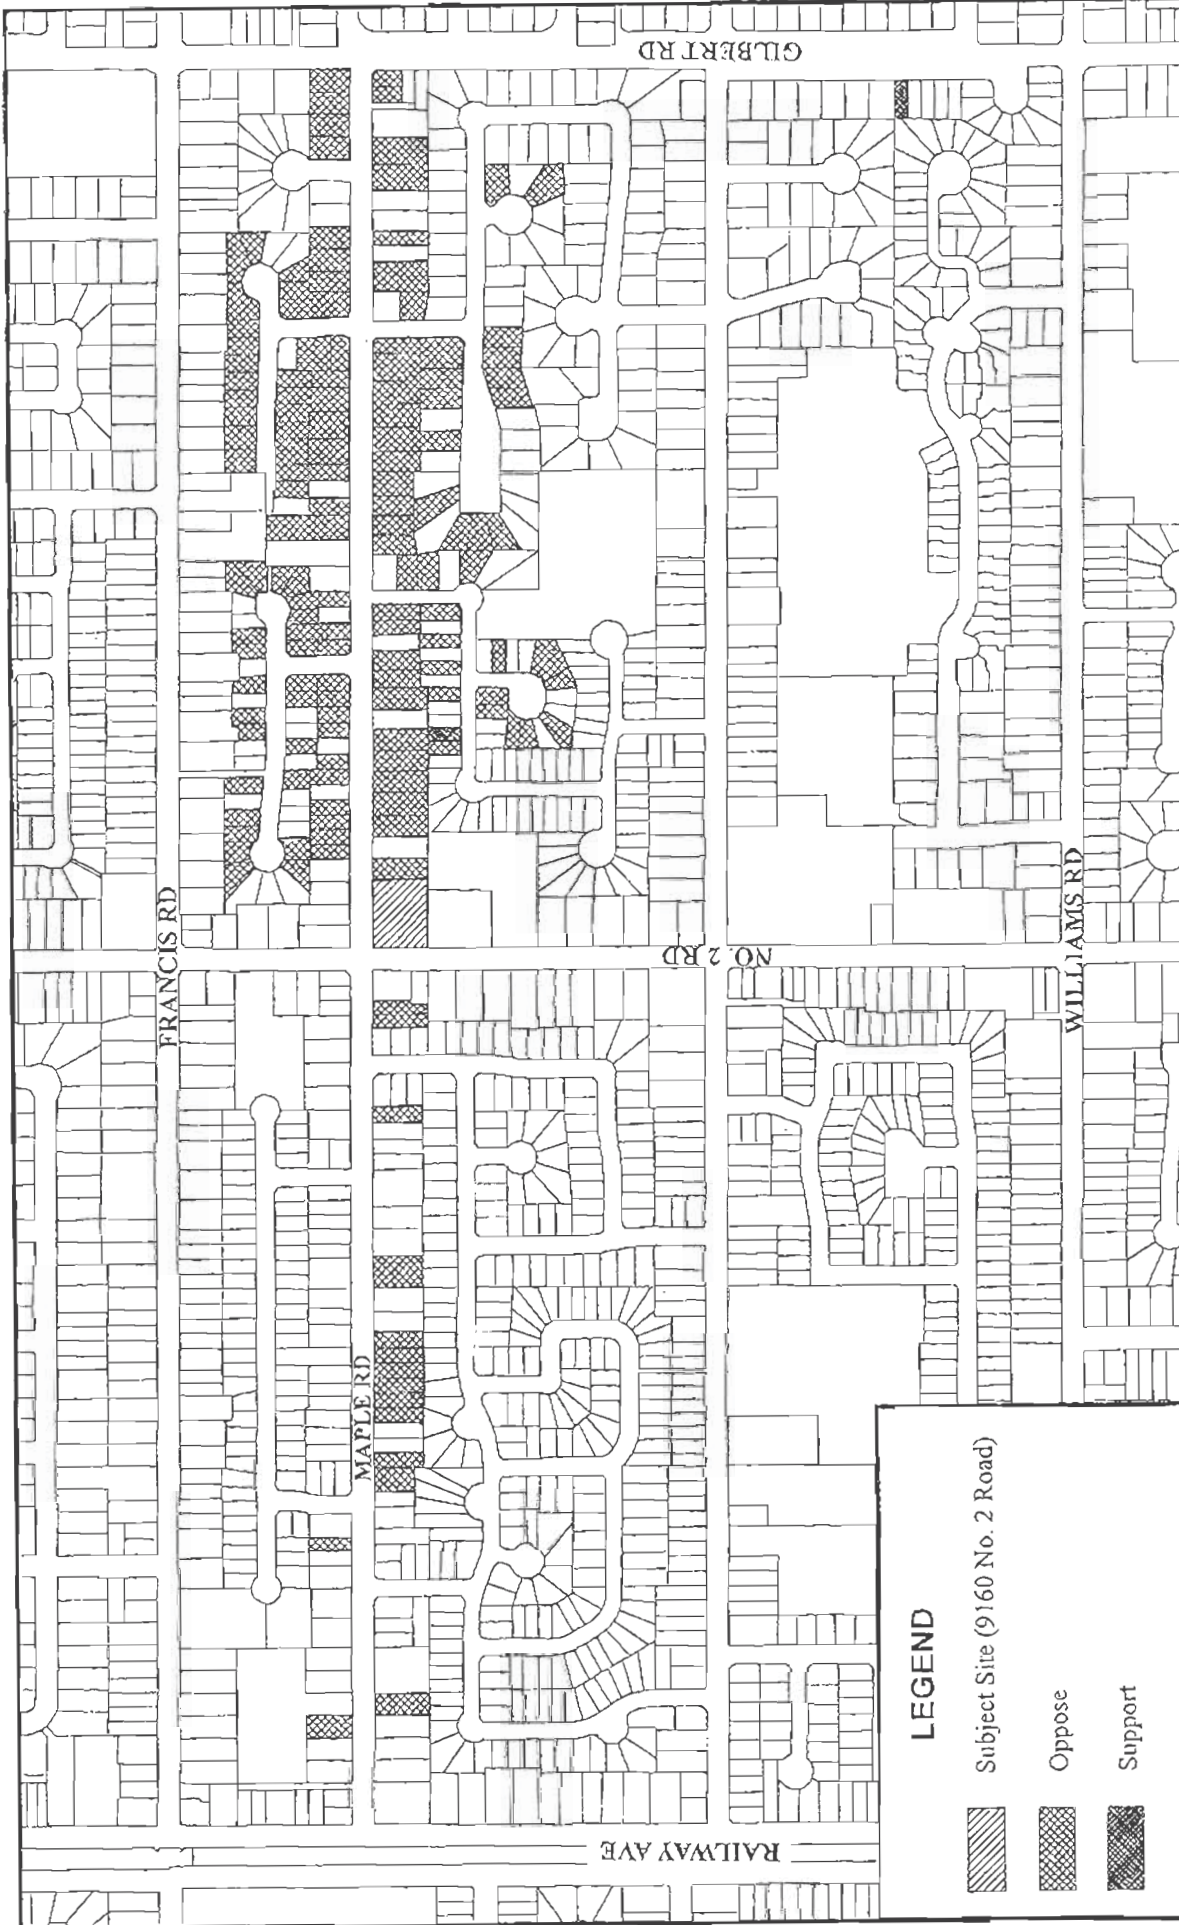 GILBERT RD
FRANCIS RD
NO. 2 RD
WILLIAMS RD
MAPLE RD
RAILWAY AVE
LEGEND
Subject Site (9160 No. 2 Road)
Oppose
Support